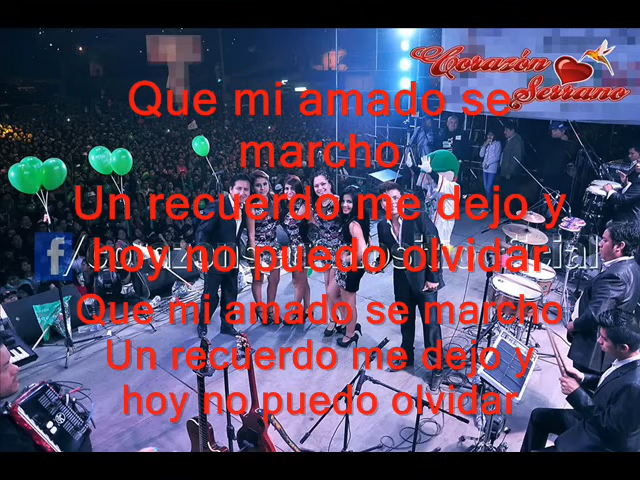 Corazón
Serrano
Que mi amado se
marcho
Un recuerdo me dejo y
hoy no puedo olvidar
Que mi amado se marcho
Un recuerdo me dejo y
hoy no puedo olvidar